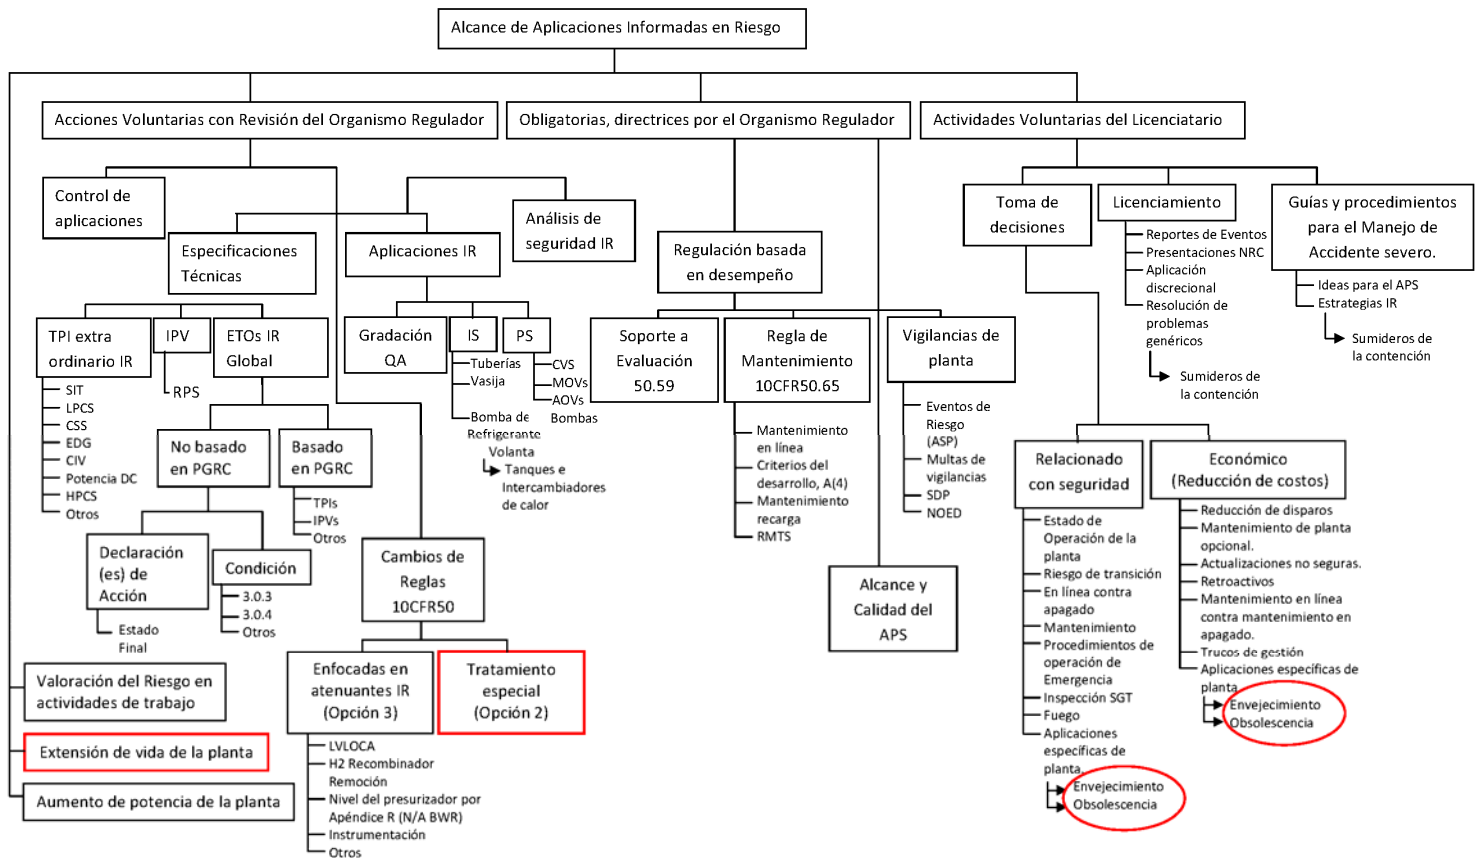 Alcance de Aplicaciones Informadas en Riesgo
Acciones Voluntarias con Revisión del Organismo Regulador
Obligatorias, directrices por el Organismo Regulador
Actividades Voluntarias del Licenciatario
Control de
aplicaciones
Especificaciones
Técnicas
Aplicaciones IR
Análisis de
seguridad IR
TPI extra
ordinario IR
SIT
LPCS
CSS
EDG
CIV
Potencia DC
HPCS
Otros
IPV
RPS
ETOs IR
Global
No basado
en PGRC
Declaración
(es) de
Acción
Estado
Final
Condición
3.0.3
3.0.4
Otros
Basado
en PGRC
TPIs
IPVs
Otros
Gradación
QA
IS
Tuberías
Vasija
Bomba de
Refrigerante
Volanta
Tanques e
Intercambiadores
de calor
PS
CVS
MOVs
AOVs
Bombas
Cambios de
Reglas
10CFR50
Enfocadas en
atenuantes IR
(Opción 3)
LVLOCA
H2 Recombinador
Remoción
Nivel del presurizador por
Apéndice R (N/A BWR)
Instrumentación
Otros
Tratamiento
especial
(Opción 2)
Regulación basada
en desempeño
Soporte a
Evaluación
50.59
Regla de
Mantenimiento
10CFR50.65
Mantenimiento
en línea
Criterios del
desarrollo, A(4)
Mantenimiento
recarga
RMTS
Vigilancias de
planta
Eventos de
Riesgo
(ASP)
Multas de
vigilancias
SDP
NOED
Alcance y
Calidad del
APS
Toma de
decisiones
Relacionado
con seguridad
Estado de
Operación de la
planta
Riesgo de transición
En línea contra
apagado
Mantenimiento
Procedimientos de
operación de
Emergencia
Inspección SGT
Fuego
Aplicaciones
específicas de
planta.
Envejecimiento
Obsolescencia
Económico
(Reducción de costos)
Reducción de disparos
Mantenimiento de planta
opcional.
Actualizaciones no seguras.
Retroactivos
Mantenimiento en línea
contra mantenimiento en
apagado.
Trucos de gestión
Aplicaciones específicas de
planta
Envejecimiento
Obsolescencia
Licenciamiento
Reportes de Eventos
Presentaciones NRC
Aplicación
discrecional
Resolución de
problemas
genéricos
Sumideros de
la contención
Guías y procedimientos
para el Manejo de
Accidente severo.
Ideas para el APS
Estrategias IR
Sumideros de
la contención
Valoración del Riesgo en
actividades de trabajo
Extensión de vida de la planta
Aumento de potencia de la planta